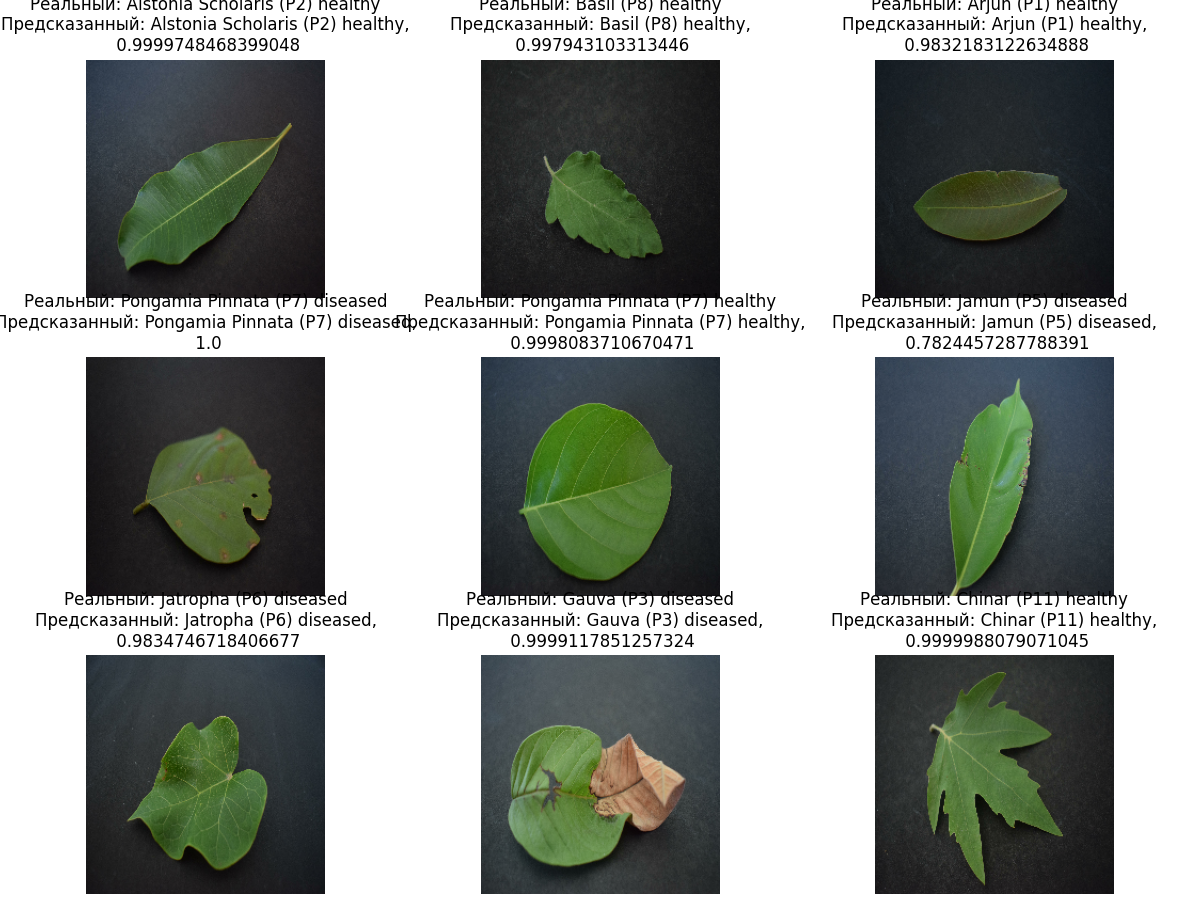 Реальный: Alstonia Scholaris (P2) healthy
Предсказанный: Alstonia Scholaris (P2) healthy,
0.9999748468399048
Реальный: Basil (P8) healthy
Предсказанный: Basil (P8) healthy,
0.997943103313446
Реальный: Arjun (P1) healthy
Предсказанный: Arjun (P1) healthy,
0.9832183122634888
Реальный: Pongamia Pinnata (P7) diseased
Предсказанный: Pongamia Pinnata (P7) diseased,
1.0
Реальный: Pongamia Pinnata (P7) healthy
Предсказанный: Pongamia Pinnata (P7) healthy,
0.9998083710670471
Реальный: Jamun (P5) diseased
Предсказанный: Jamun (P5) diseased,
0.7824457287788391
Реальный: Jatropha (P6) diseased
Предсказанный: Jatropha (P6) diseased,
0.9834746718406677
Реальный: Gauva (P3) diseased
Предсказанный: Gauva (P3) diseased,
0.9999117851257324
Реальный: Chinar (P11) healthy
Предсказанный: Chinar (P11) healthy,
0.9999988079071045